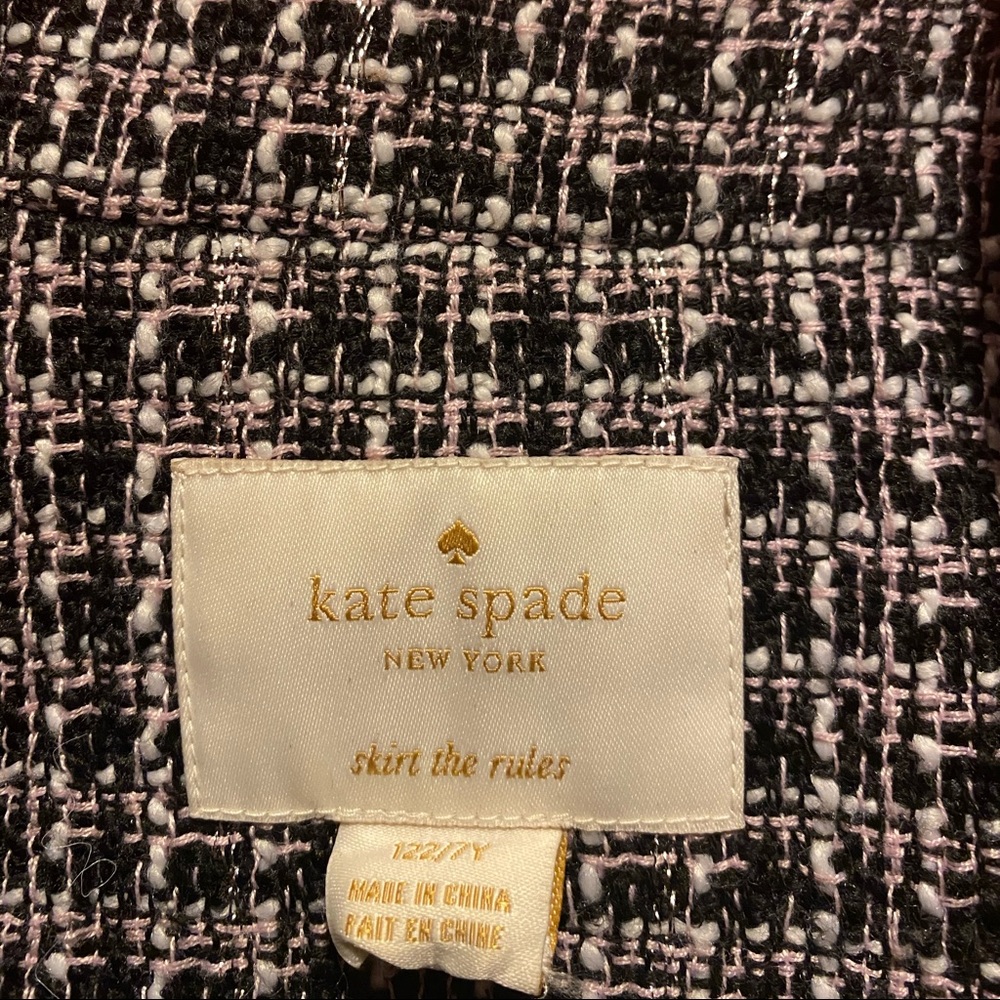 kate spade
NEW YORK
skirt the rules
122/7Y
MADE IN CHINA
FAIT EN CHINE